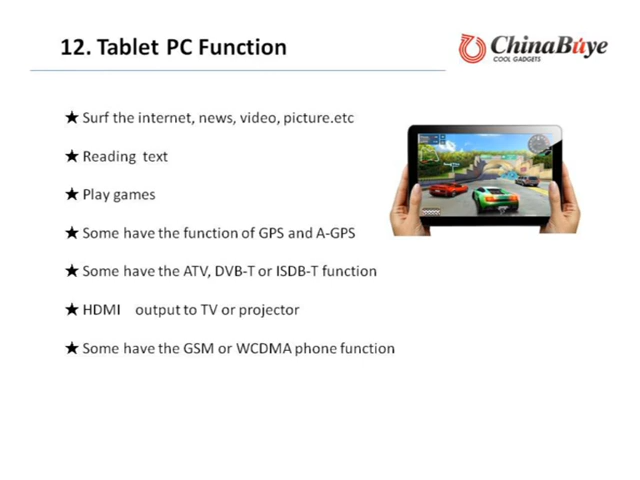 12. Tablet PC Function
ChinaBuye
COOL GADGETS
★ Surf the internet, news, video, picture.etc
★ Reading text
★ Play games
★ Some have the function of GPS and A-GPS
★ Some have the ATV, DVB-T or ISDB-T function
★ HDMI output to TV or projector
★ Some have the GSM or WCDMA phone function